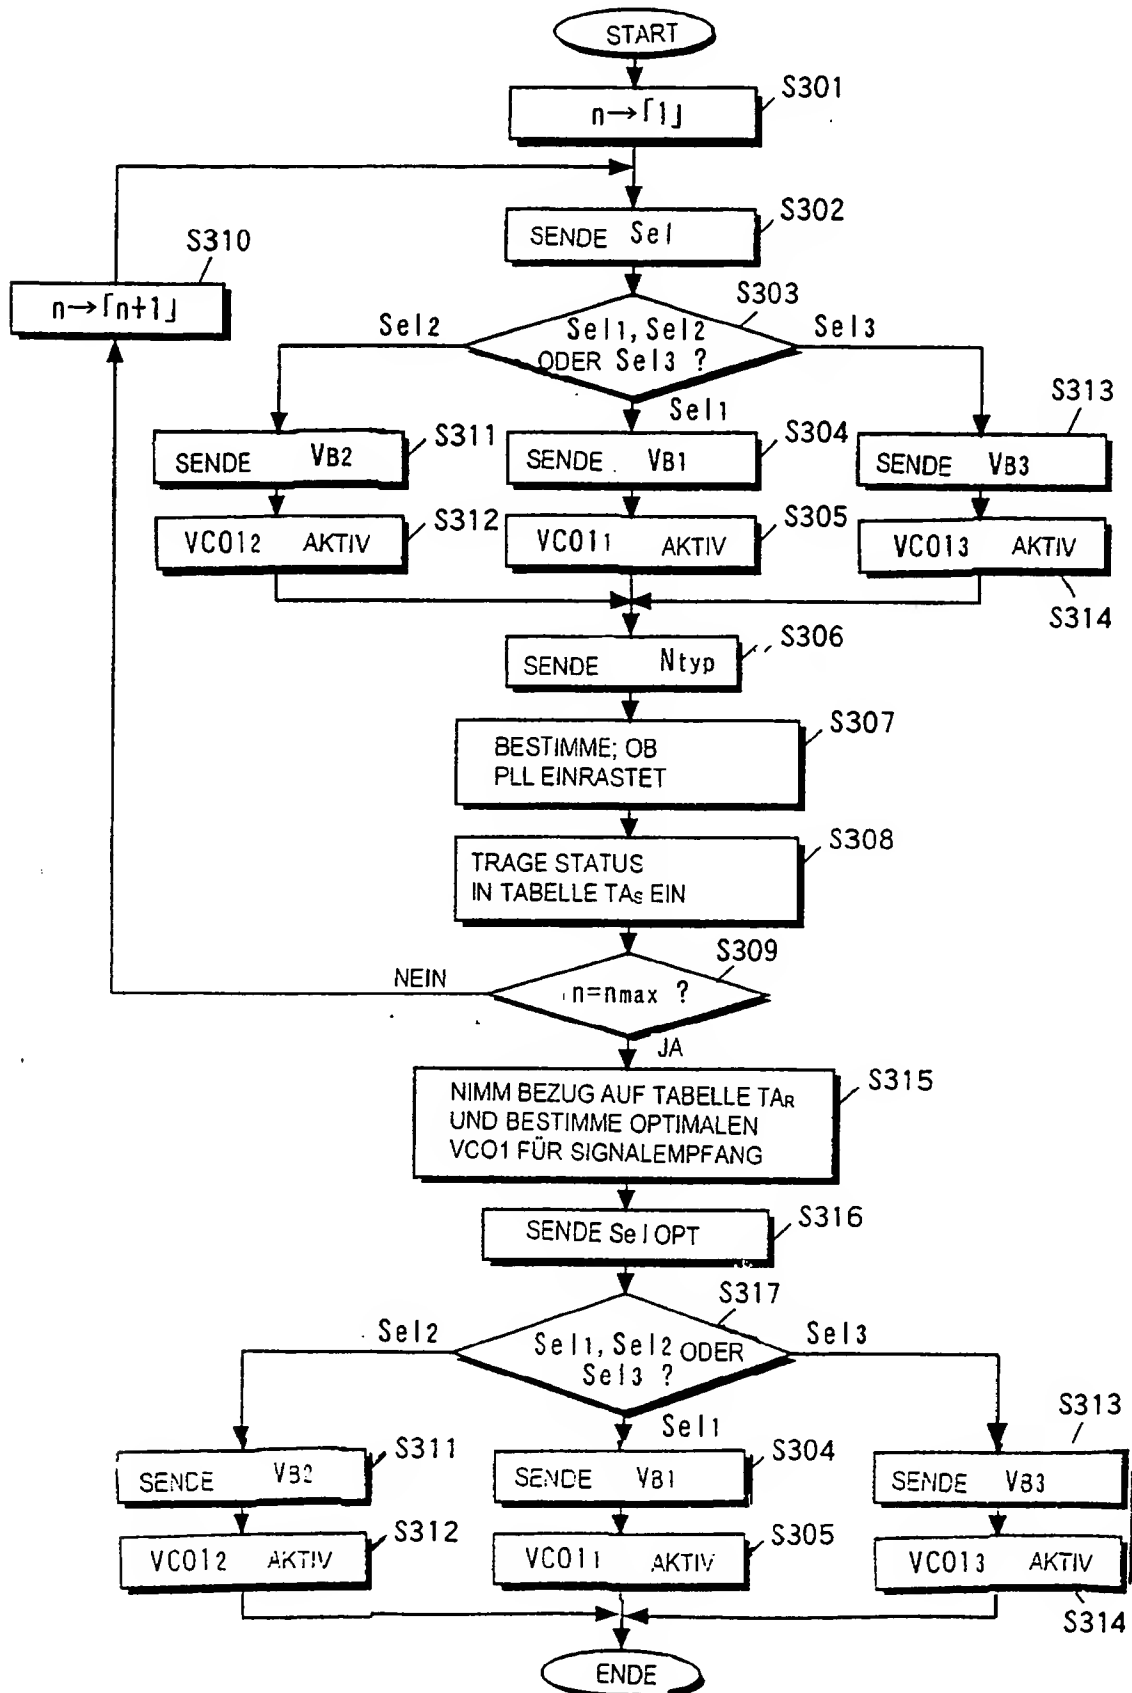 START
S301
n→「1」
S302
SENDE Sel
S310
n→「n+1」
S303
Sel1, Sel2
ODER Sel3 ?
Sel2
Sel3
Sel1
S311
SENDE VB2
S304
SENDE VB1
S313
SENDE VB3
S312
VCO12 AKTIV
S305
VCO11 AKTIV
VCO13 AKTIV
S314
S306
SENDE Ntyp
S307
BESTIMME; OB
PLL EINRASTET
S308
TRAGE STATUS
IN TABELLE TAS EIN
S309
NEIN
n=nmax ?
JA
S315
NIMM BEZUG AUF TABELLE TAR
UND BESTIMME OPTIMALEN
VCO1 FÜR SIGNALEMPFANG
S316
SENDE Sel OPT
S317
Sel2
Sel1, Sel2 ODER
Sel3 ?
Sel3
Sel1
S311
SENDE VB2
S304
SENDE VB1
S313
SENDE VB3
S312
VCO12 AKTIV
S305
VCO11 AKTIV
VCO13 AKTIV
S314
ENDE